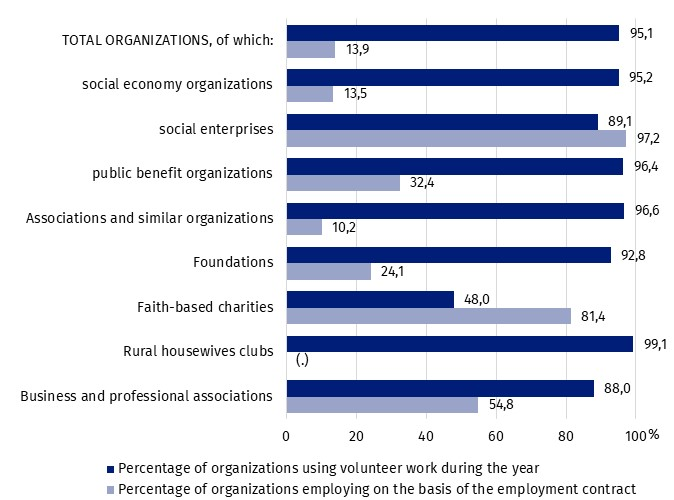 TOTAL ORGANIZATIONS, of which:
95,1
13,9
social economy organizations
95,2
13,5
social enterprises
89,1
97,2
public benefit organizations
96,4
32,4
Associations and similar organizations
96,6
10,2
Foundations
92,8
24,1
Faith-based charities
48,0
81,4
Rural housewives clubs
99,1
(.)
Business and professional associations
88,0
54,8
0 20 40 60 80 100 %
Percentage of organizations using volunteer work during the year
Percentage of organizations employing on the basis of the employment contract